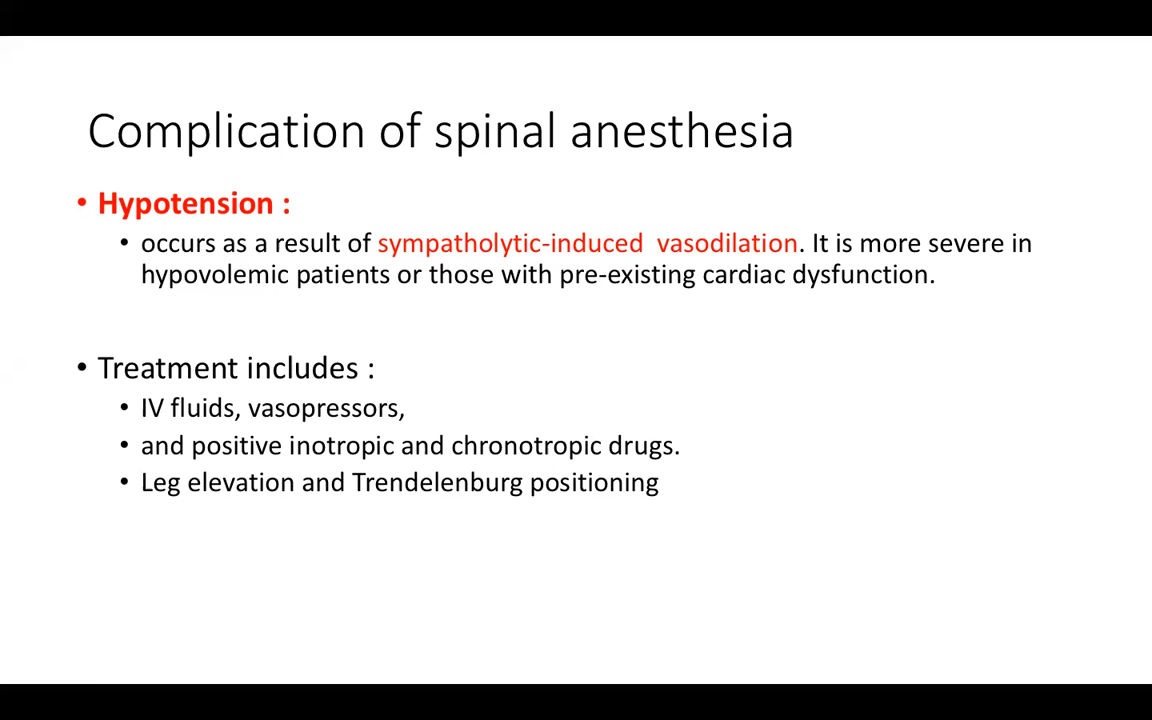 Complication of spinal anesthesia
• Hypotension :
• occurs as a result of sympatholytic-induced  vasodilation. It is more severe in
hypovolemic patients or those with pre-existing cardiac dysfunction.
• Treatment includes :
• IV fluids, vasopressors,
• and positive inotropic and chronotropic drugs.
• Leg elevation and Trendelenburg positioning